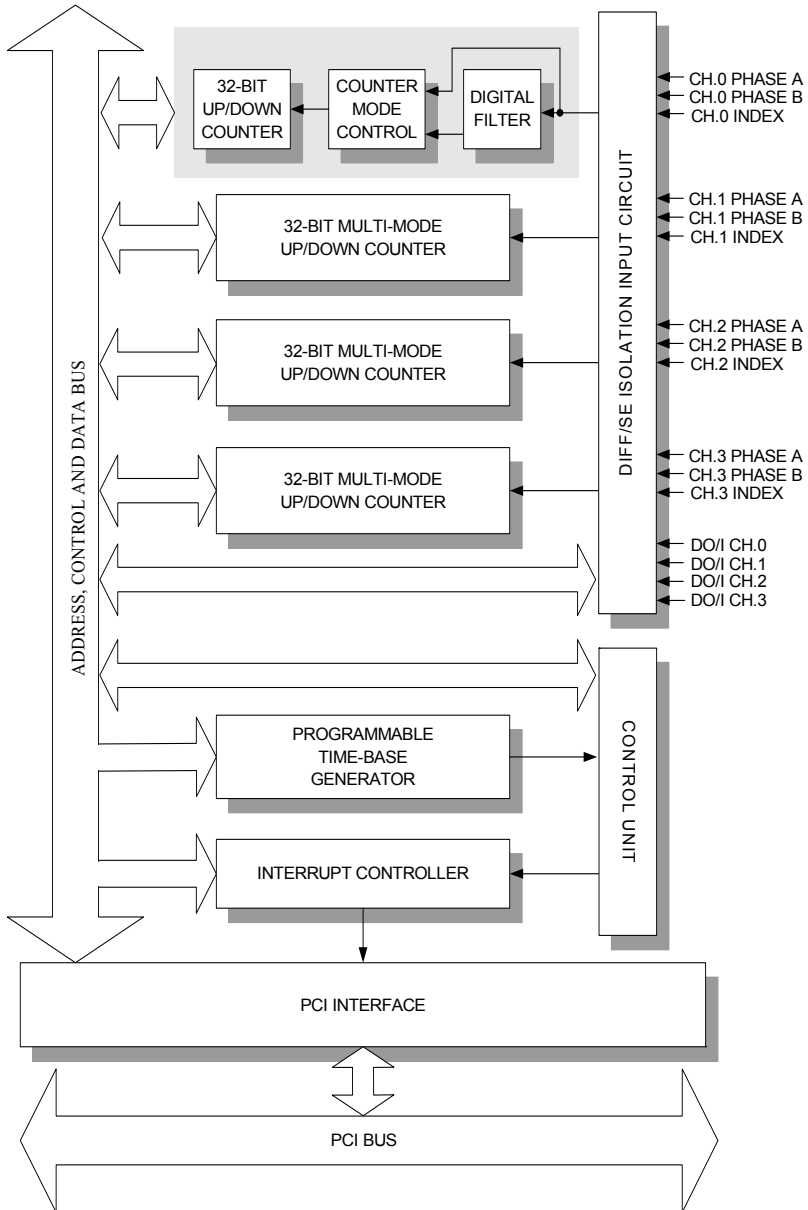 32-BIT
UP/DOWN
COUNTER
COUNTER
MODE
CONTROL
DIGITAL
FILTER
CH.0 PHASE A
CH.0 PHASE B
CH.0 INDEX
32-BIT MULTI-MODE
UP/DOWN COUNTER
CH.1 PHASE A
CH.1 PHASE B
CH.1 INDEX
32-BIT MULTI-MODE
UP/DOWN COUNTER
CH.2 PHASE A
CH.2 PHASE B
CH.2 INDEX
32-BIT MULTI-MODE
UP/DOWN COUNTER
CH.3 PHASE A
CH.3 PHASE B
CH.3 INDEX
DO/I CH.0
DO/I CH.1
DO/I CH.2
DO/I CH.3
DIFF/SE ISOLATION INPUT CIRCUIT
ADDRESS, CONTROL AND DATA BUS
PROGRAMMABLE
TIME-BASE
GENERATOR
CONTROL UNIT
INTERRUPT CONTROLLER
PCI INTERFACE
PCI BUS